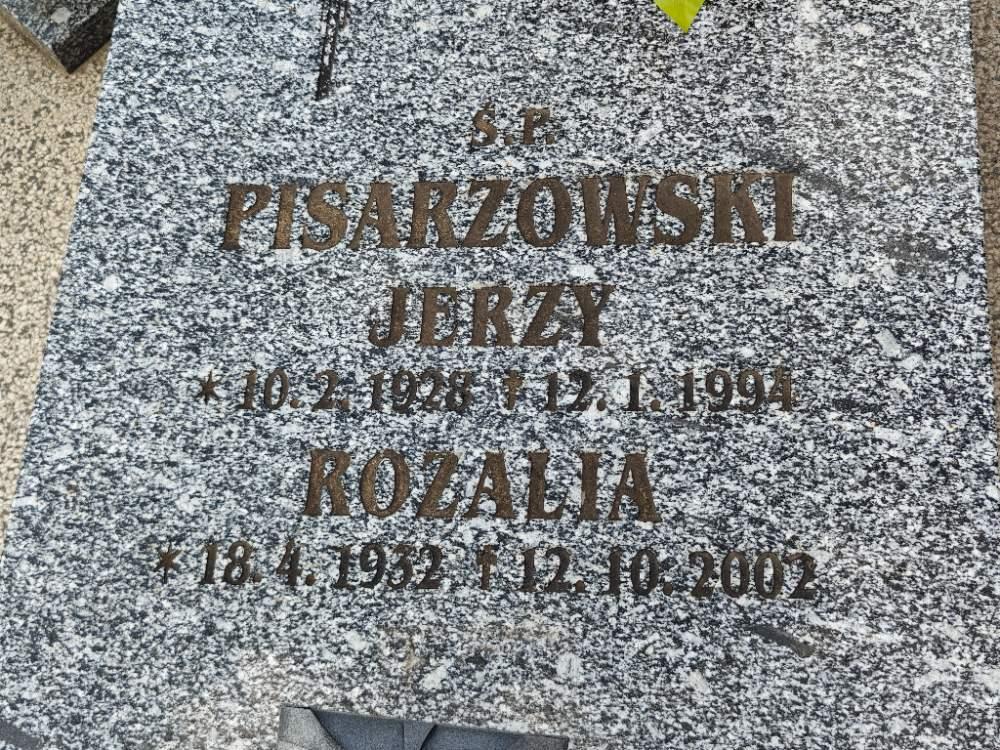 Ś.P.
PISARZOWSKI
JERZY
* 10. 2. 1928 † 12. 1. 1994
ROZALIA
* 18. 4. 1932 † 12. 10. 2002